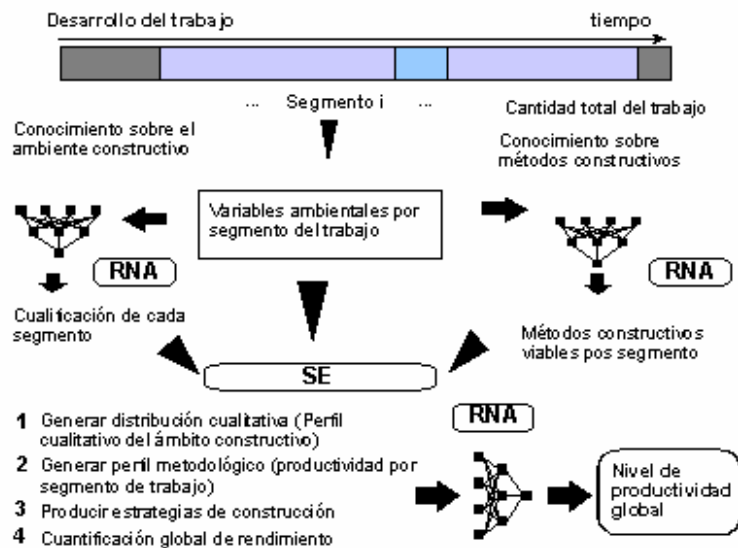 Desarrollo del trabajo
tiempo
... Segmento i ...
Cantidad total del trabajo
Conocimiento sobre el
ambiente constructivo
Conocimiento sobre
métodos constructivos
Variables ambientales por
segmento del trabajo
RNA
RNA
Cualificación de cada
segmento
Métodos constructivos
viables pos segmento
SE
RNA
1 Generar distribución cualitativa (Perfil
cualitativo del ámbito constructivo)
2 Generar perfil metodológico (productividad por
segmento de trabajo)
3 Producir estrategias de construcción
4 Cuantificación global de rendimiento
Nivel de
productividad
global